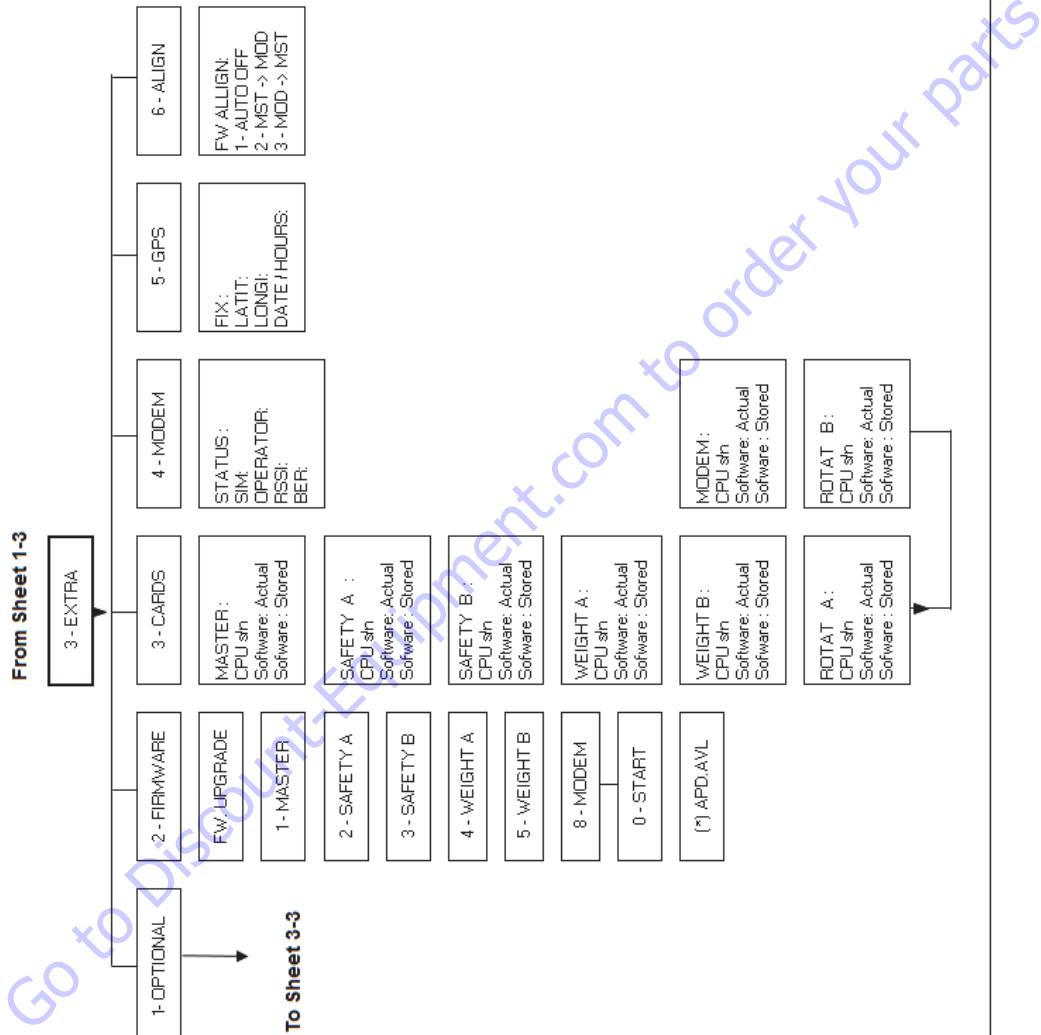 From Sheet 1-3
3 - EXTRA
1- OPTIONAL
To Sheet 3-3
2 - FIRMWARE
FW. UPGRADE
1 - MASTER
2 - SAFETY A
3 - SAFETY B
4 - WEIGHT A
5 - WEIGHT B
8 - MODEM
0 - START
(*) APD.AVL
3 - CARDS
MASTER:
CPU s/n
Software: Actual
Sofware : Stored
SAFETY A :
CPU s/n
Software: Actual
Sofware : Stored
SAFETY B :
CPU s/n
Software: Actual
Sofware : Stored
WEIGHT A :
CPU s/n
Software: Actual
Sofware : Stored
WEIGHT B :
CPU s/n
Software: Actual
Sofware : Stored
ROTAT A :
CPU s/n
Software: Actual
Sofware : Stored
MODEM :
CPU s/n
Software: Actual
Sofware : Stored
ROTAT B :
CPU s/n
Software: Actual
Sofware : Stored
4 - MODEM
STATUS :
SIM:
OPERATOR:
RSSI:
BER:
5 - GPS
FIX :
LATIT:
LONGI:
DATE / HOURS:
6 - ALIGN
FW ALLIGN:
1 - AUTO OFF
2 - MST -> MOD
3 - MOD -> MST
Go to Discount-Equipment.com to order your parts